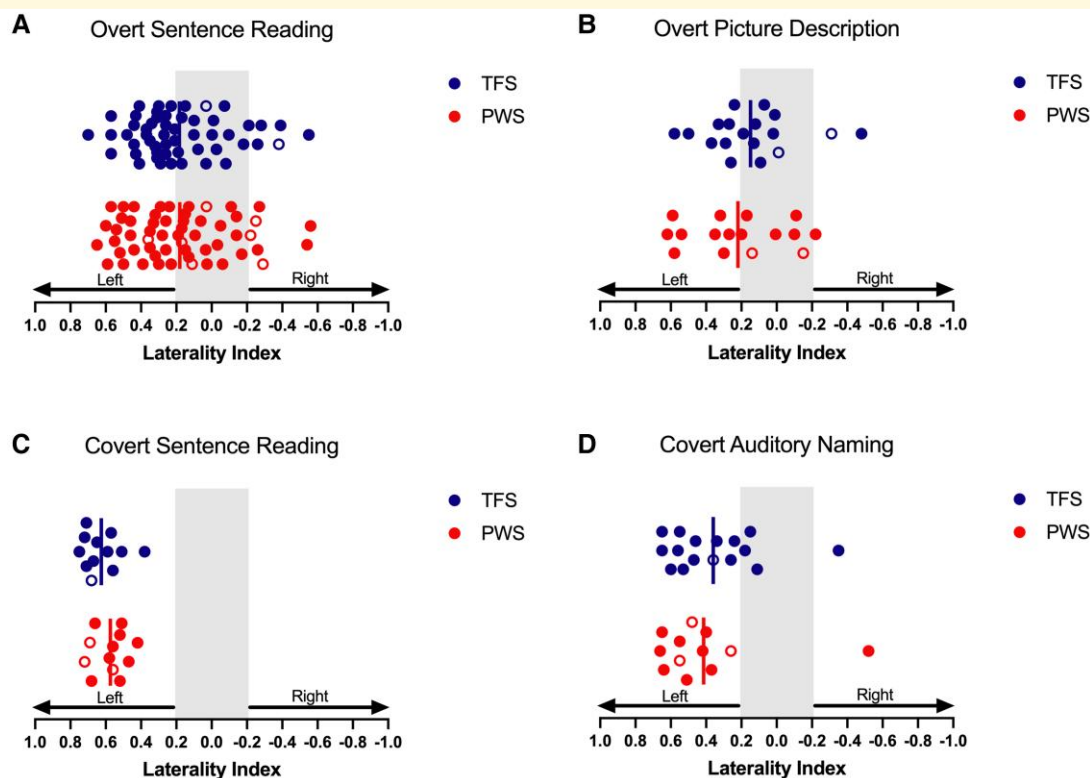 A
Overt Sentence Reading
TFS
PWS
Left
Right
1.0 0.8 0.6 0.4 0.2 0.0 -0.2 -0.4 -0.6 -0.8 -1.0
Laterality Index
B
Overt Picture Description
TFS
PWS
Left
Right
1.0 0.8 0.6 0.4 0.2 0.0 -0.2 -0.4 -0.6 -0.8 -1.0
Laterality Index
C
Covert Sentence Reading
TFS
PWS
Left
Right
1.0 0.8 0.6 0.4 0.2 0.0 -0.2 -0.4 -0.6 -0.8 -1.0
Laterality Index
D
Covert Auditory Naming
TFS
PWS
Left
Right
1.0 0.8 0.6 0.4 0.2 0.0 -0.2 -0.4 -0.6 -0.8 -1.0
Laterality Index